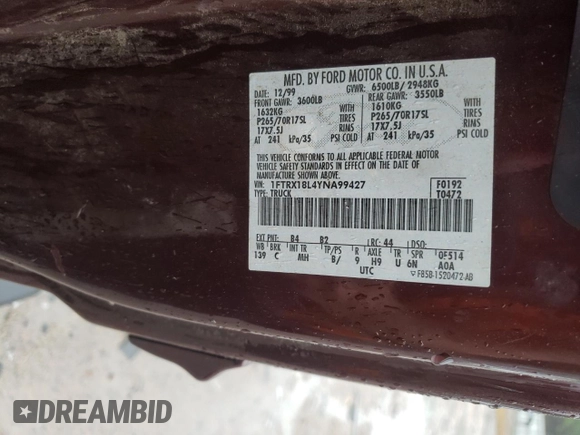 MFD. BY FORD MOTOR CO. IN U.S.A.
DATE: 12/99 GVWR: 6500LB/ 2948KG
FRONT GAWR: 3600LB REAR GAWR: 3550LB
1632KG 1610KG
P265/70R17SL TIRES P265/70R17SL TIRES
17X7.5J RIMS 17X7.5J RIMS
AT 241 kPa/35 PSI COLD AT 241 kPa/35 PSI COLD
THIS VEHICLE CONFORMS TO ALL APPLICABLE FEDERAL MOTOR
VEHICLE SAFETY STANDARDS IN EFFECT ON THE DATE OF
MANUFACTURE SHOWN ABOVE.
VIN: 1FTRX18L4YNA99427 F0192
TYPE: TRUCK T0472
EXT PNT: B4 B2 RC: 44 DSO:
WB BRK INT TR TP/PS R AXLE TR SPR 0F514
139 C MH B/ 9 H9 U 6N A0A
UTC
F85B-1520472-AB
DREAMBID